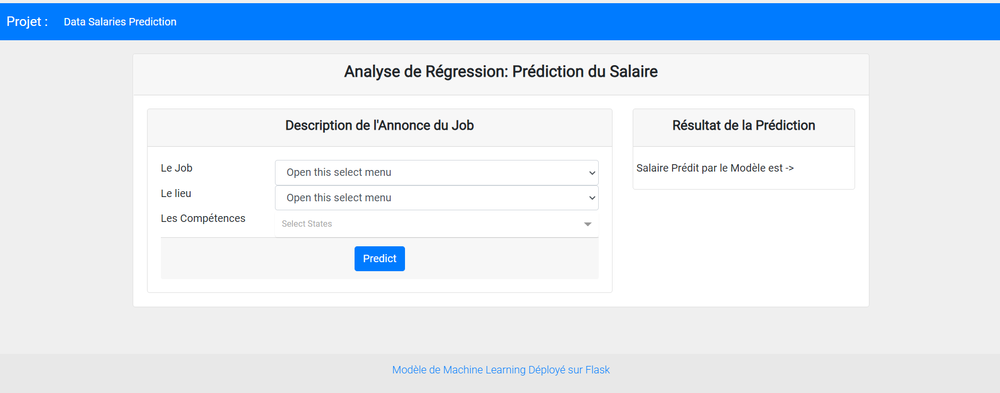 Projet : Data Salaries Prediction
Analyse de Régression: Prédiction du Salaire
Description de l'Annonce du Job
Le Job Open this select menu
Le lieu Open this select menu
Les Compétences Select States
Predict
Résultat de la Prédiction
Salaire Prédit par le Modèle est ->
Modèle de Machine Learning Déployé sur Flask